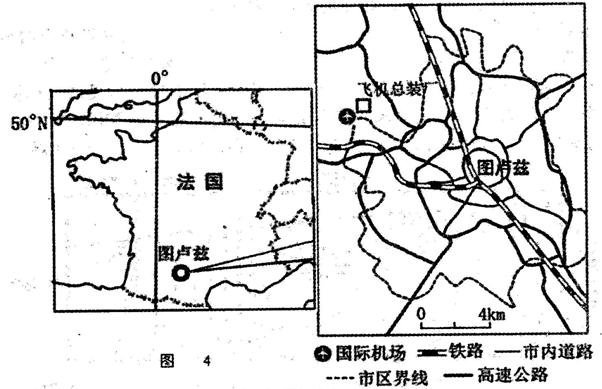 0°
50°N
法国
图卢兹
图 4
飞机总装厂
图卢兹
0 4km
国际机场 铁路 市内道路
市区界线 高速公路